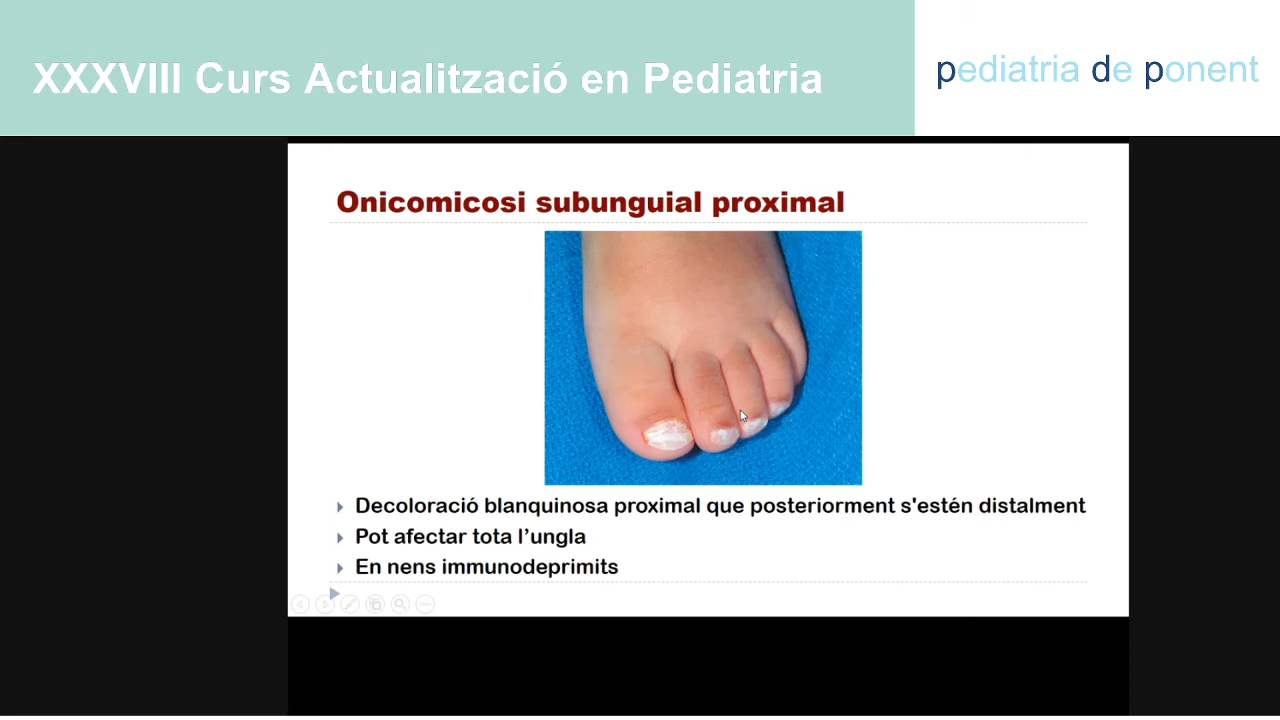 XXXVIII Curs Actualització en Pediatria
pediatria de ponent
Onicomicosi subunguial proximal
Decoloració blanquinosa proximal que posteriorment s'estén distalment
Pot afectar tota l’ungla
En nens immunodeprimits